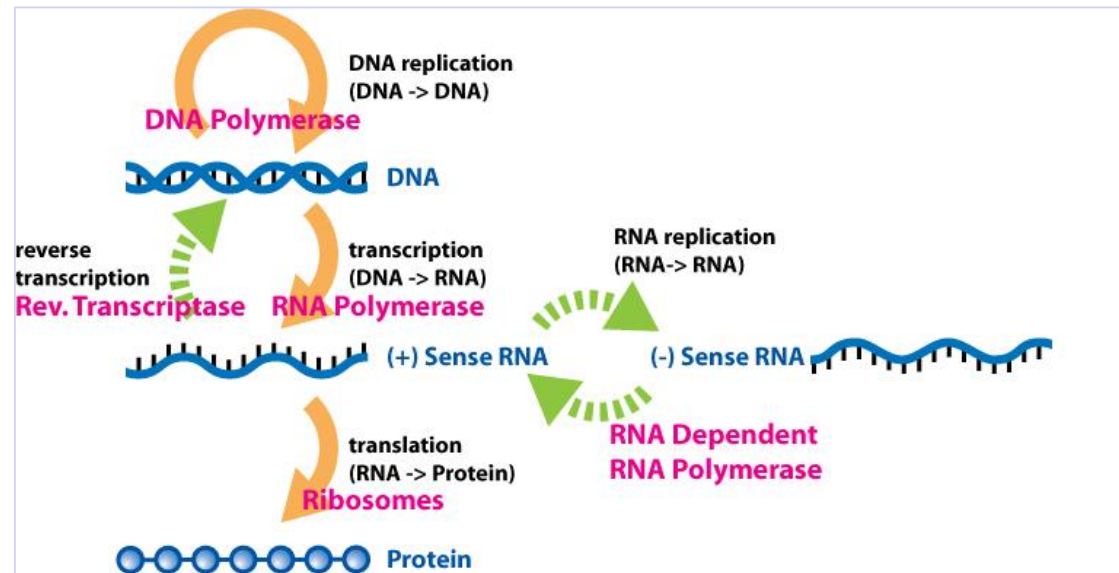 DNA replication
(DNA -> DNA)
DNA Polymerase
DNA
reverse
transcription
Rev. Transcriptase
transcription
(DNA -> RNA)
RNA Polymerase
RNA replication
(RNA-> RNA)
(+) Sense RNA
(-) Sense RNA
RNA Dependent
RNA Polymerase
translation
(RNA -> Protein)
Ribosomes
Protein